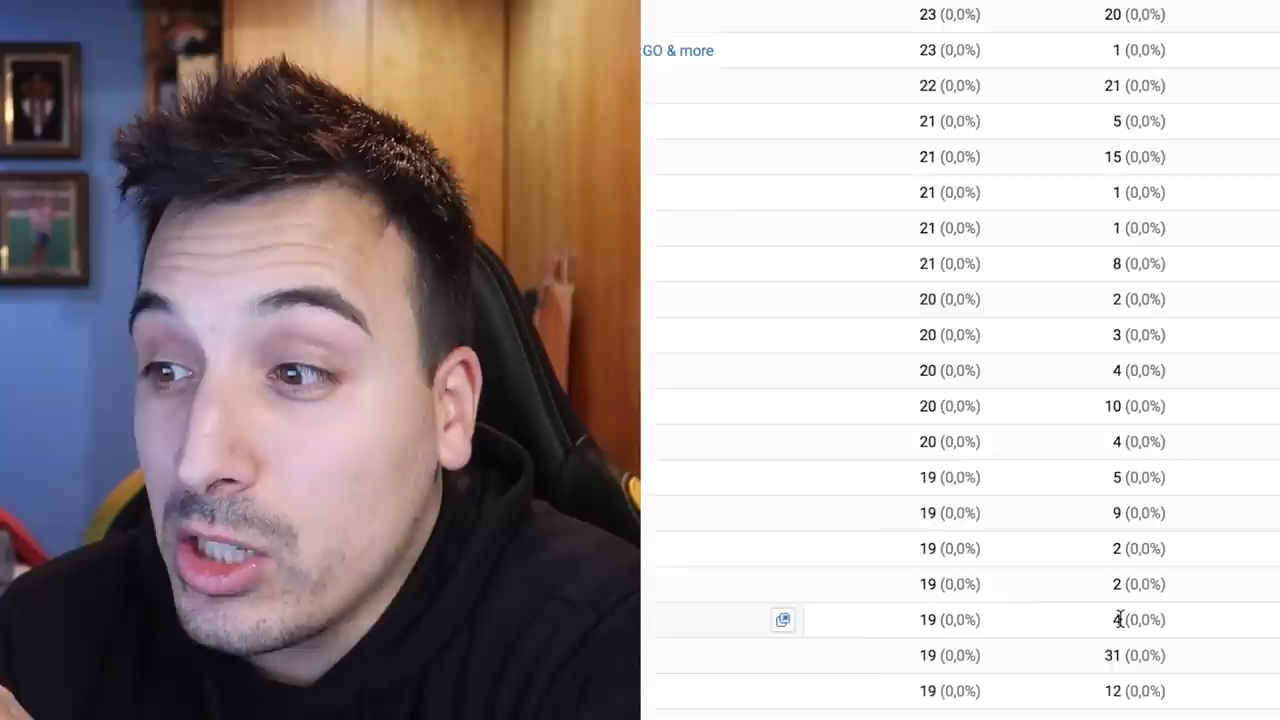 23 (0,0%) 20 (0,0%)
GO & more 23 (0,0%) 1 (0,0%)
22 (0,0%) 21 (0,0%)
21 (0,0%) 5 (0,0%)
21 (0,0%) 15 (0,0%)
21 (0,0%) 1 (0,0%)
21 (0,0%) 1 (0,0%)
21 (0,0%) 8 (0,0%)
20 (0,0%) 2 (0,0%)
20 (0,0%) 3 (0,0%)
20 (0,0%) 4 (0,0%)
20 (0,0%) 10 (0,0%)
20 (0,0%) 4 (0,0%)
19 (0,0%) 5 (0,0%)
19 (0,0%) 9 (0,0%)
19 (0,0%) 2 (0,0%)
19 (0,0%) 2 (0,0%)
19 (0,0%) 4 (0,0%)
19 (0,0%) 31 (0,0%)
19 (0,0%) 12 (0,0%)